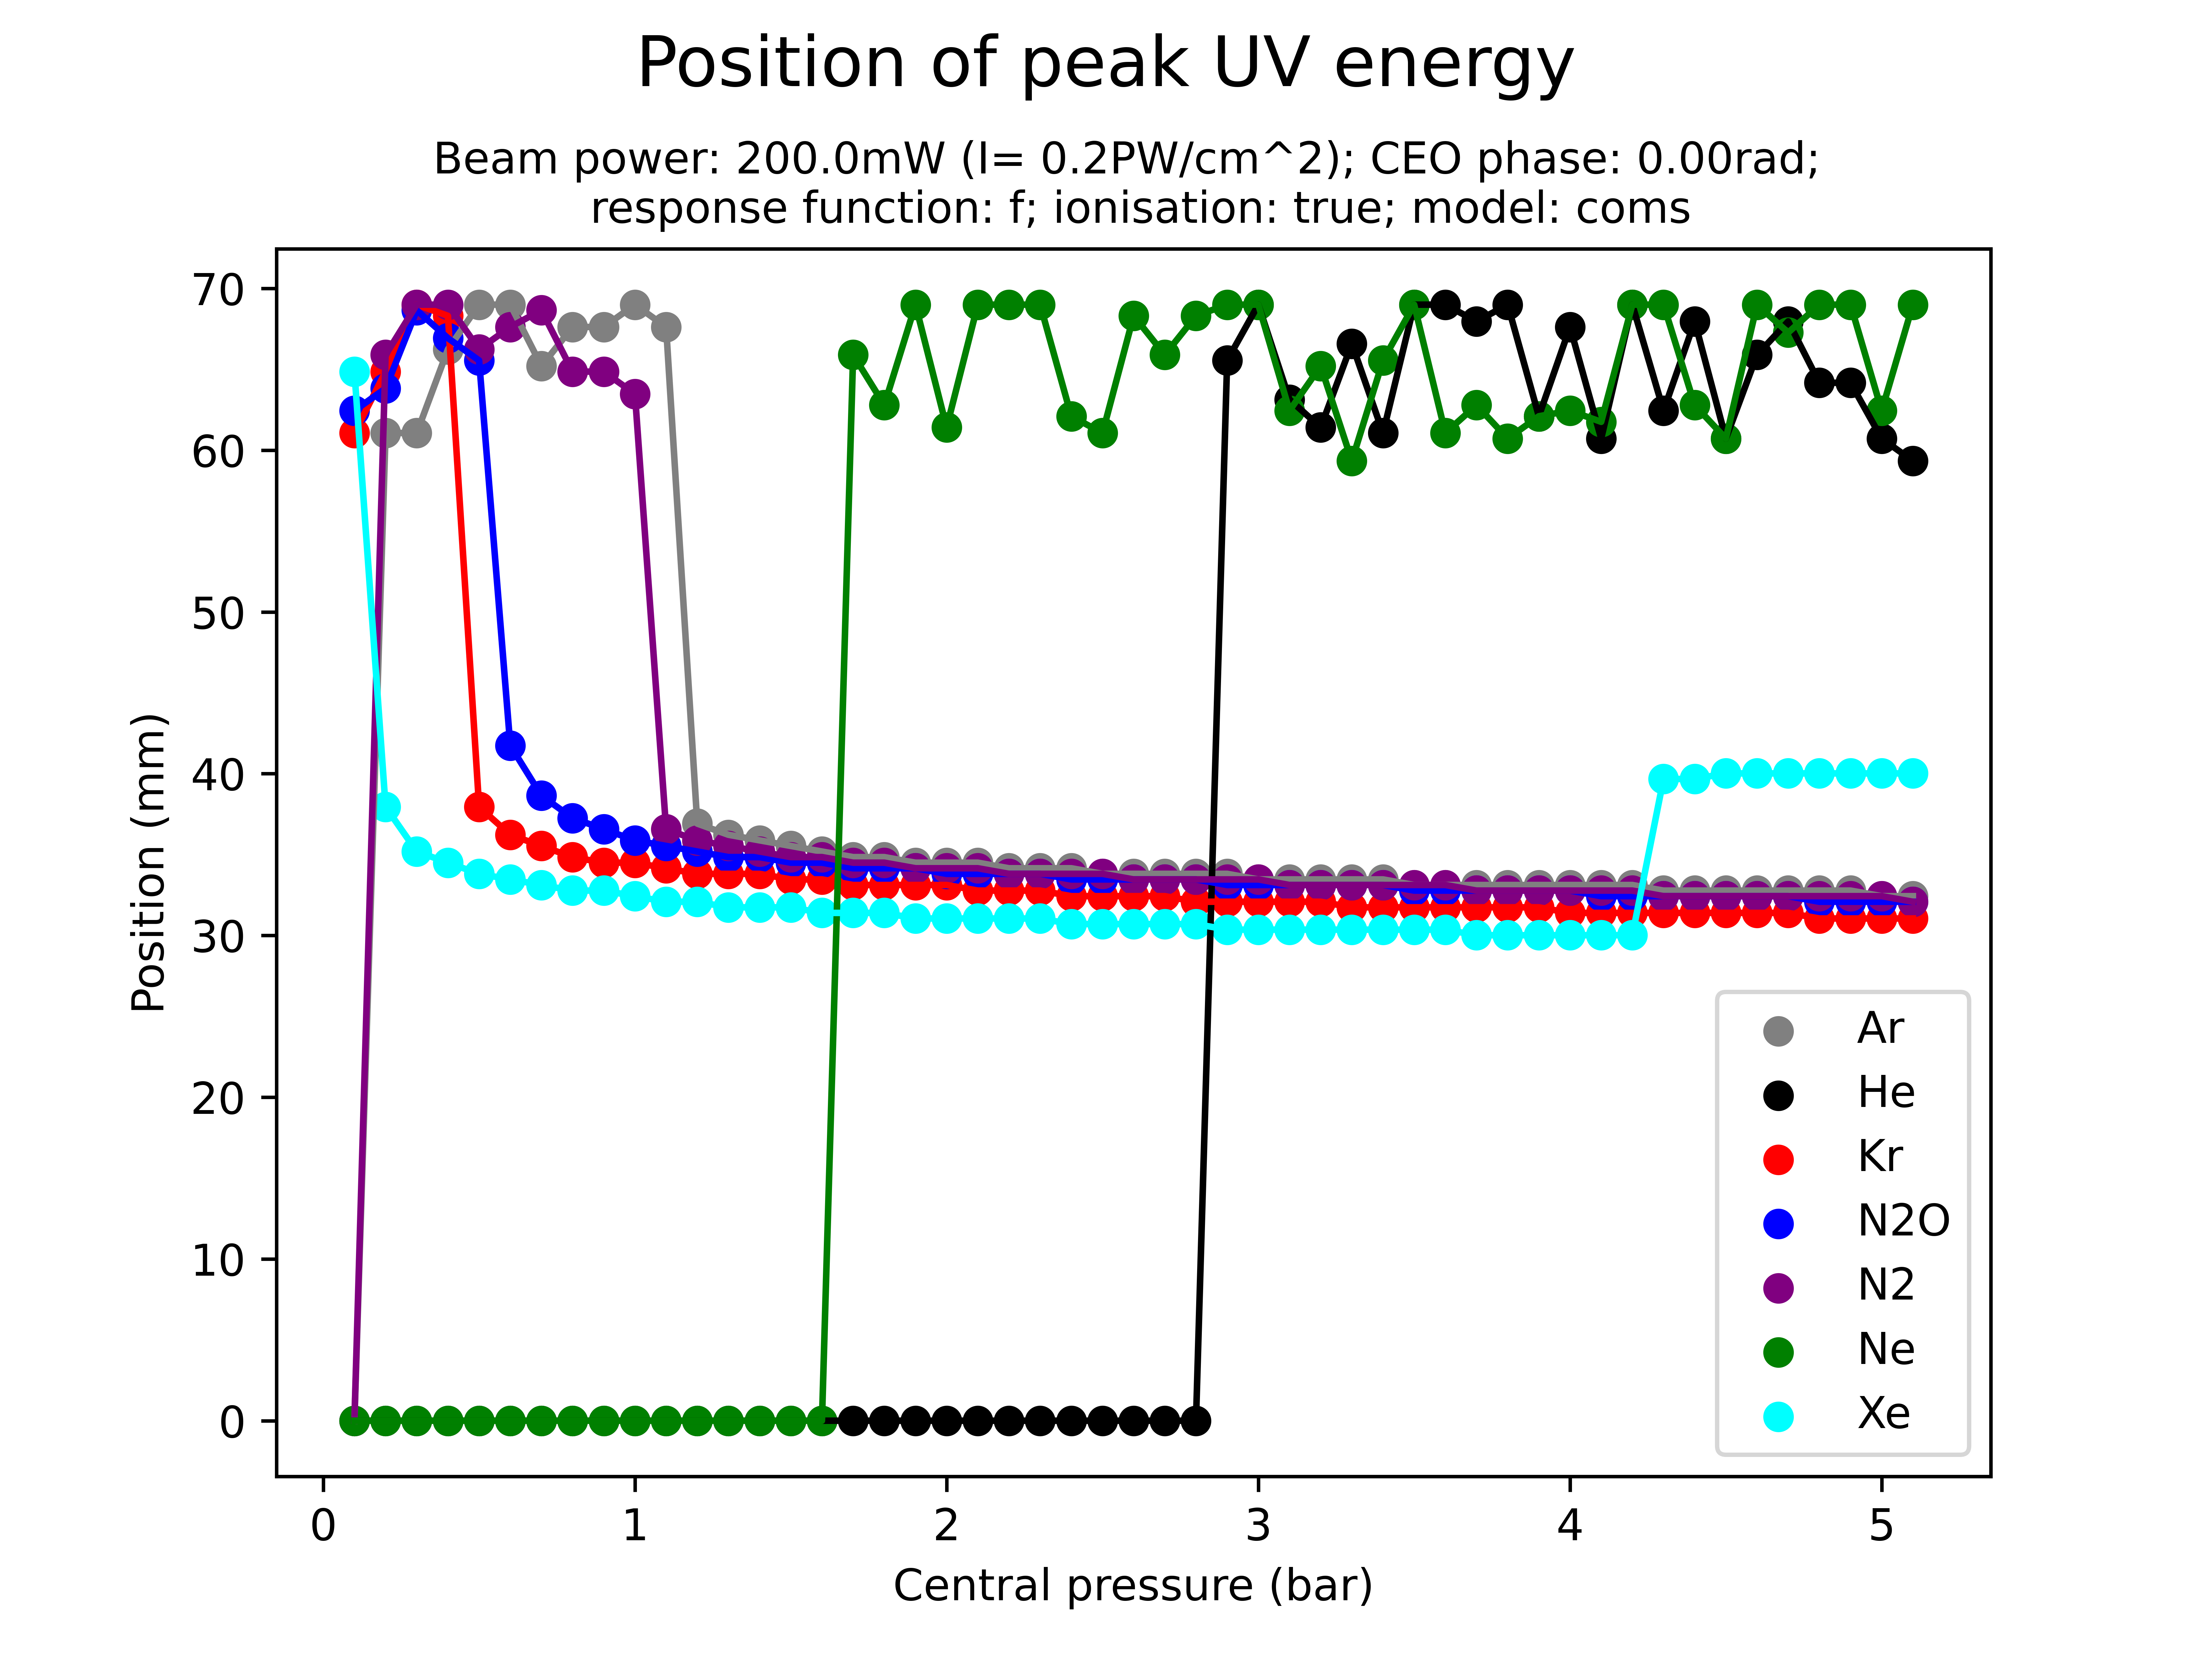 Position of peak UV energy
Beam power: 200.0mW (I= 0.2PW/cm^2); CEO phase: 0.00rad;
response function: f; ionisation: true; model: coms
70
60
50
40
30
20
10
0
Position (mm)
0 1 2 3 4 5
Central pressure (bar)
Ar
He
Kr
N2O
N2
Ne
Xe